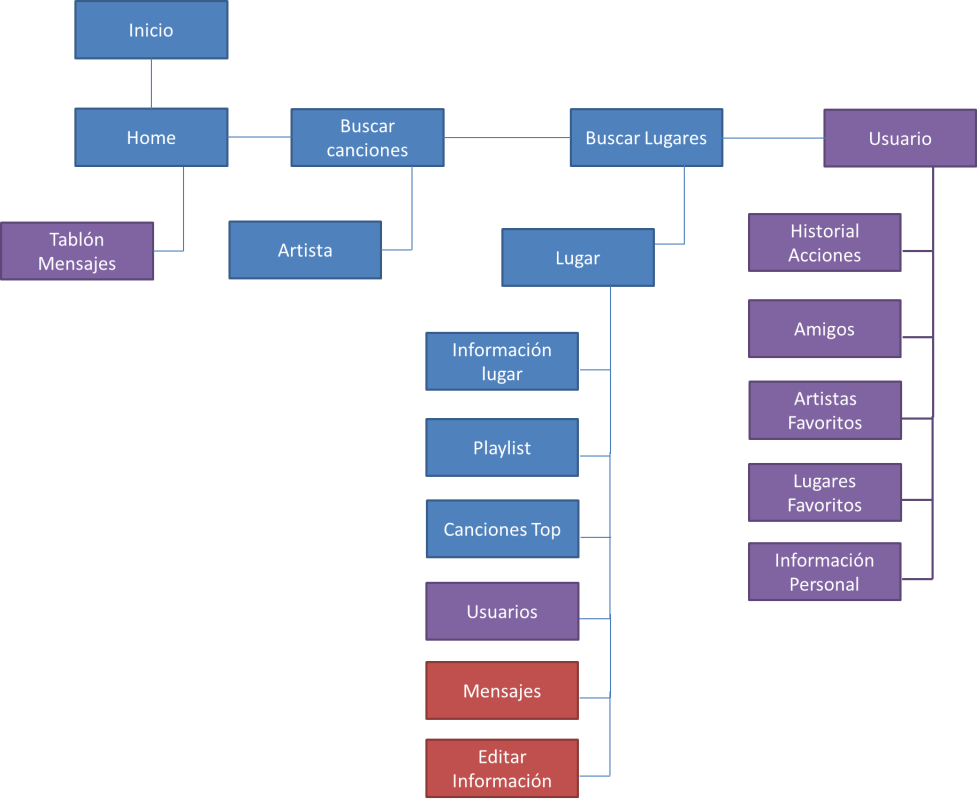 Inicio
Home
Buscar
canciones
Buscar Lugares
Usuario
Tablón
Mensajes
Artista
Lugar
Información
lugar
Playlist
Canciones Top
Usuarios
Mensajes
Editar
Información
Historial
Acciones
Amigos
Artistas
Favoritos
Lugares
Favoritos
Información
Personal